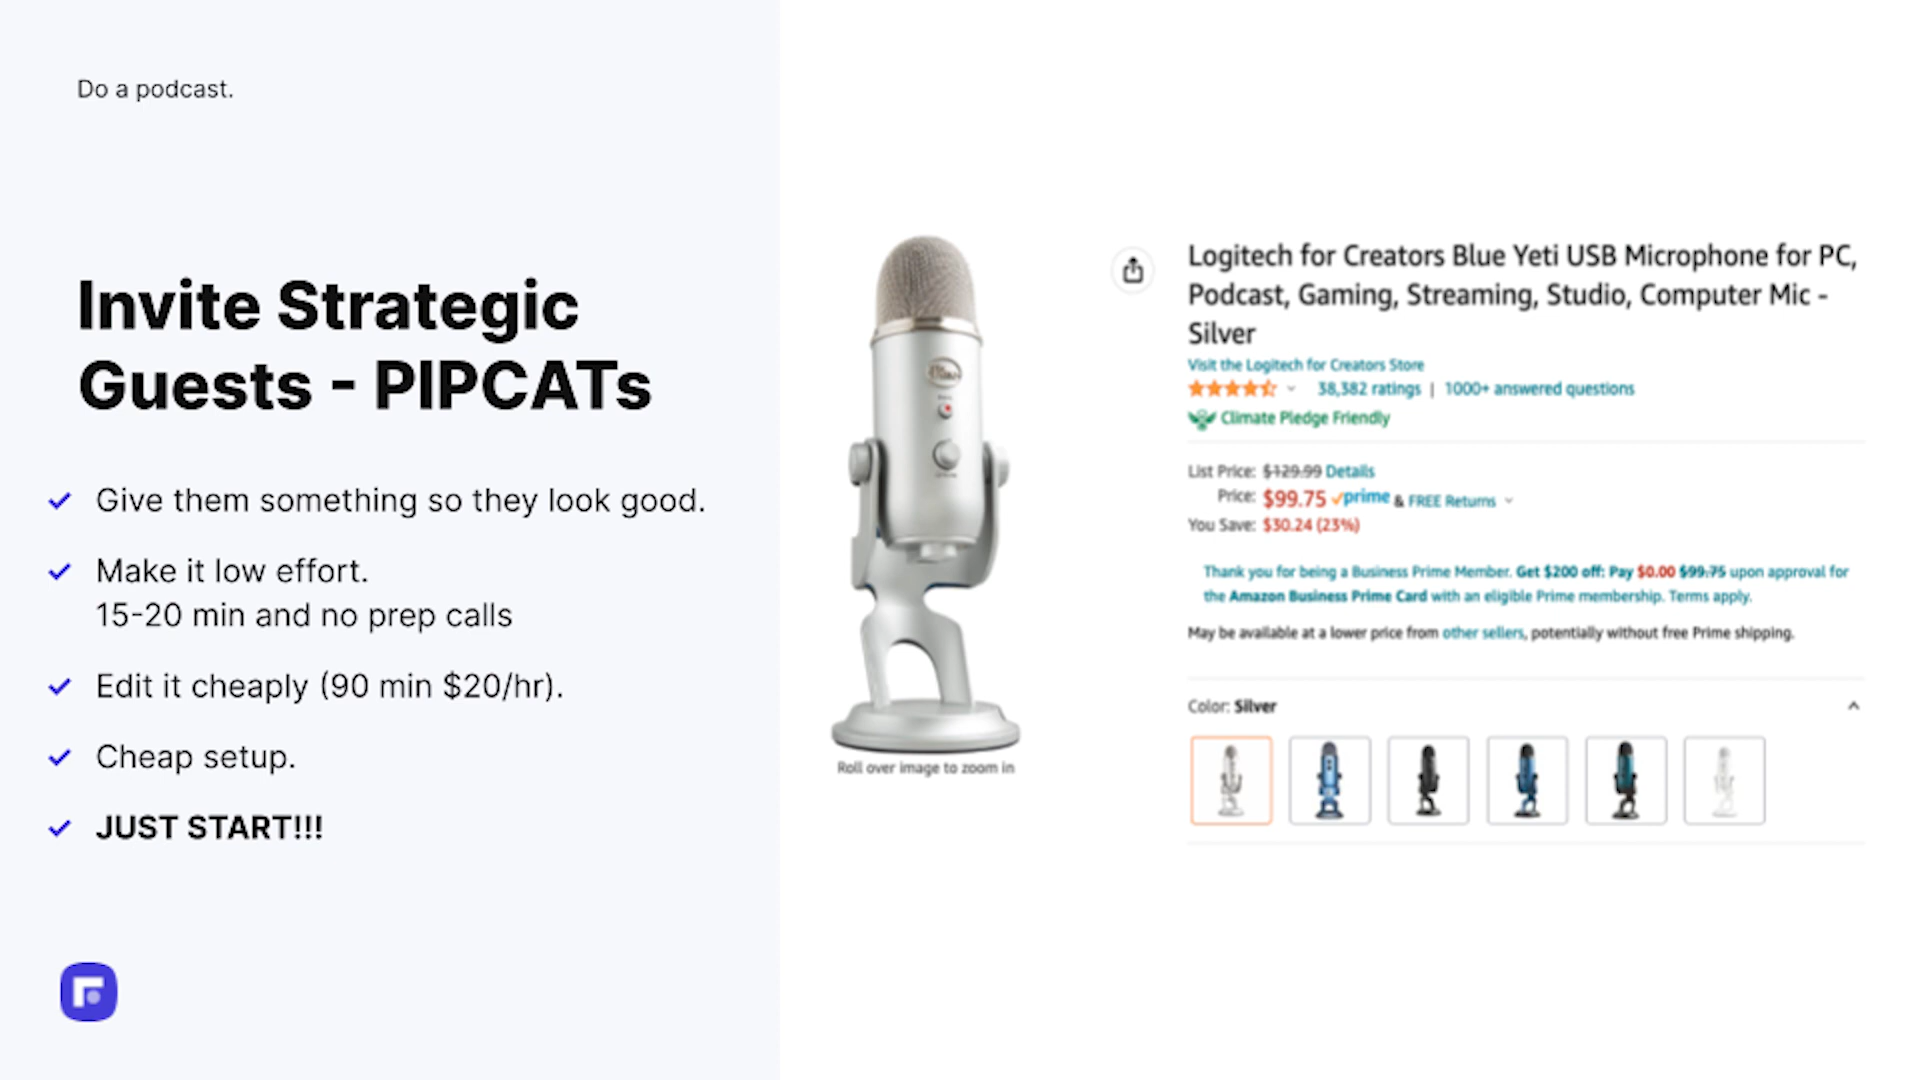 Do a podcast.
Invite Strategic
Guests - PIPCATs
Give them something so they look good.
Make it low effort.
15-20 min and no prep calls
Edit it cheaply (90 min $20/hr).
Cheap setup.
JUST START!!!
Roll over image to zoom in
Logitech for Creators Blue Yeti USB Microphone for PC,
Podcast, Gaming, Streaming, Studio, Computer Mic -
Silver
Visit the Logitech for Creators Store
38,382 ratings | 1000+ answered questions
Climate Pledge Friendly
List Price: $129.99 Details
Price: $99.75 prime & FREE Returns
You Save: $30.24 (23%)
Thank you for being a Business Prime Member. Get $200 off: Pay $0.00 $99.75 upon approval for
the Amazon Business Prime Card with an eligible Prime membership. Terms apply.
May be available at a lower price from other sellers, potentially without free Prime shipping.
Color: Silver